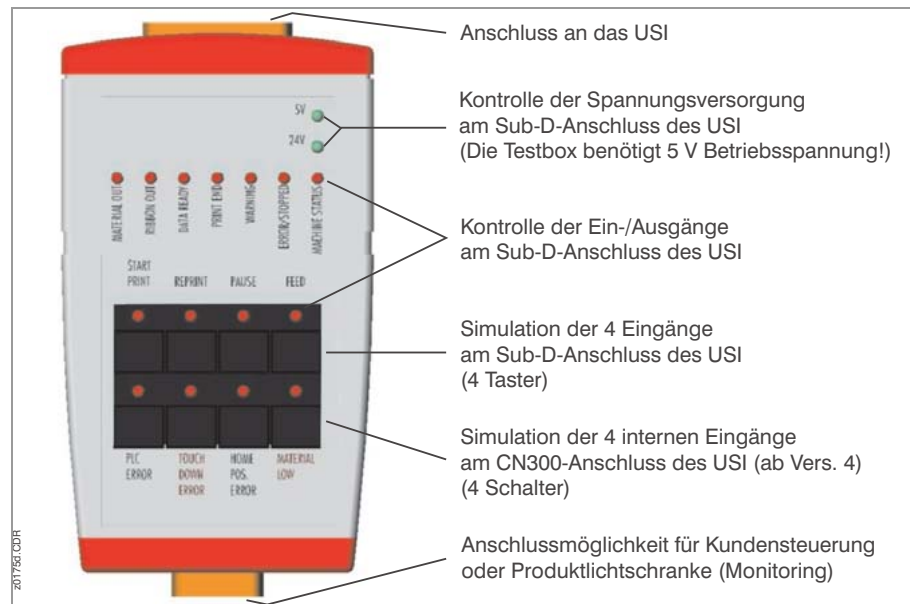 Anschluss an das USI
Kontrolle der Spannungsversorgung
am Sub-D-Anschluss des USI
(Die Testbox benötigt 5 V Betriebsspannung!)
5V
24V
MATERIAL OUT
RIBBON OUT
DATA READY
PRINT END
WARNING
ERROR/STOPPED
MACHINE STATUS
Kontrolle der Ein-/Ausgänge
am Sub-D-Anschluss des USI
START
PRINT
REPRINT
PAUSE
FEED
Simulation der 4 Eingänge
am Sub-D-Anschluss des USI
(4 Taster)
Simulation der 4 internen Eingänge
am CN300-Anschluss des USI (ab Vers. 4)
(4 Schalter)
PLC
ERROR
TOUCH
DOWN
ERROR
HOME
POS.
ERROR
MATERIAL
LOW
Anschlussmöglichkeit für Kundensteuerung
oder Produktlichtschranke (Monitoring)
z0175d.CDR